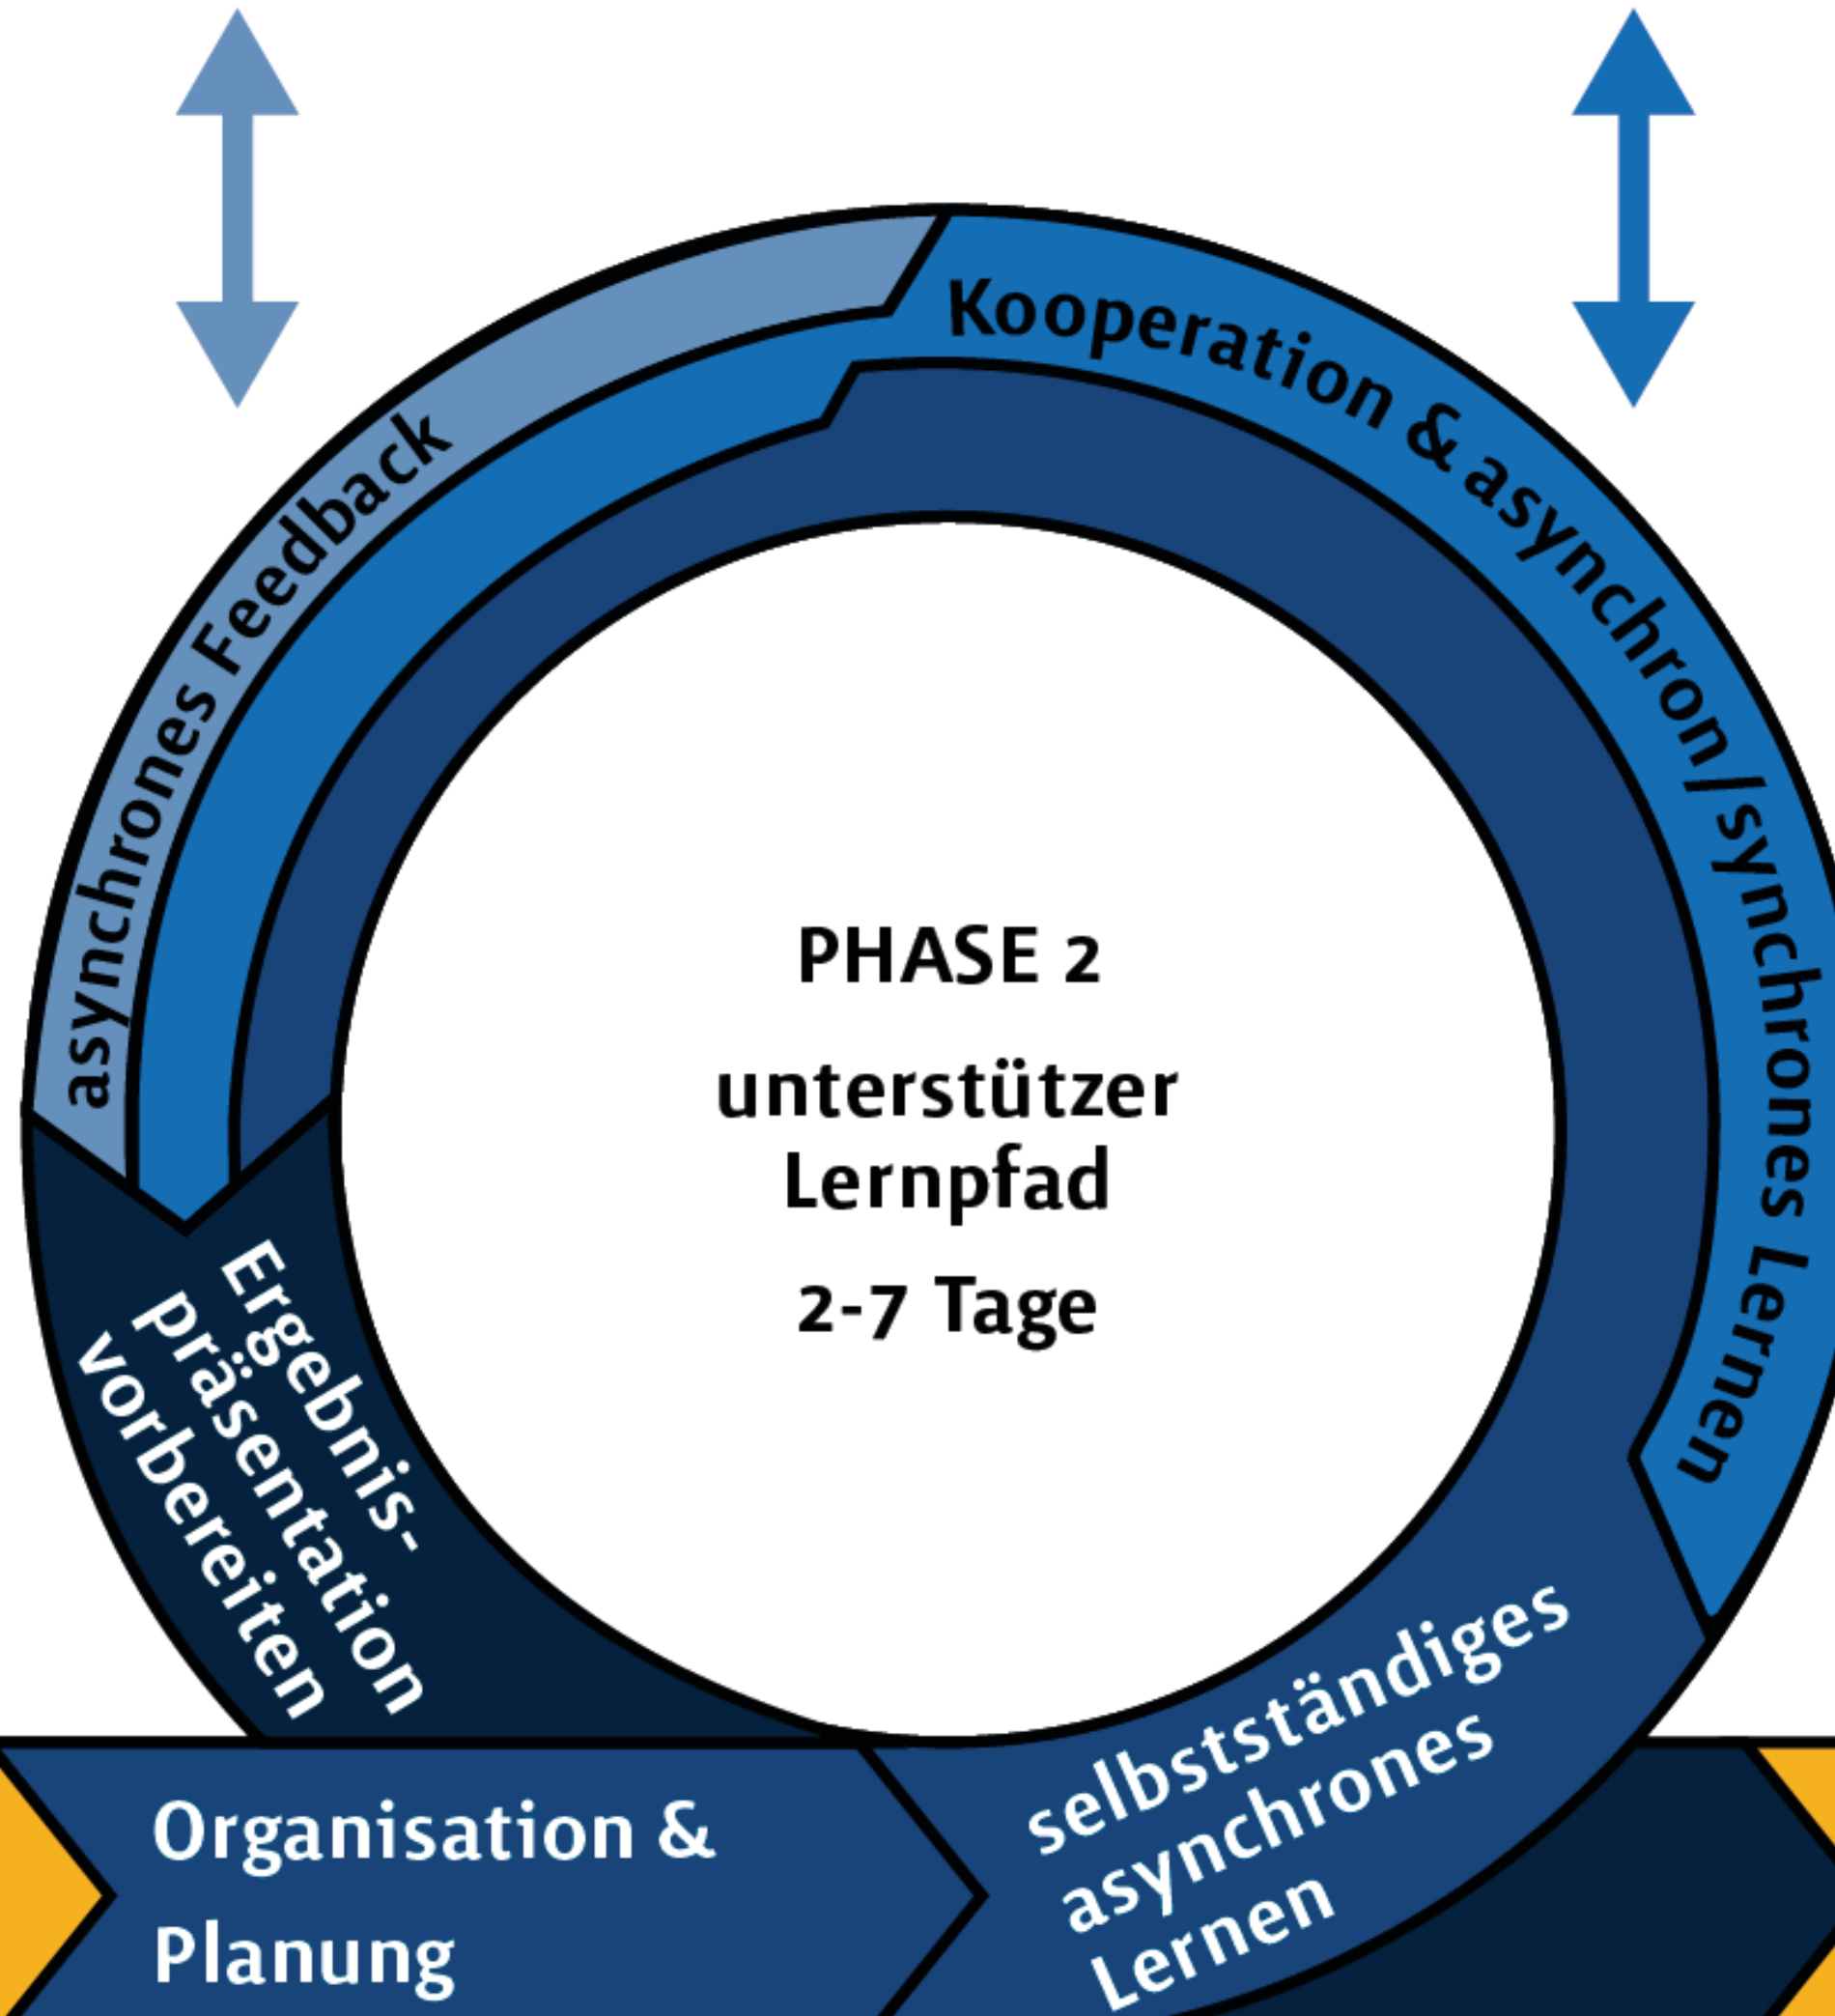 asynchrones Feedback
Kooperation & asynchron/synchrones Lernen
PHASE 2
unterstützer
Lernpfad
2-7 Tage
Ergebnis-
präsentation
vorbereiten
Organisation &
Planung
selbstständiges
asynchrones
Lernen